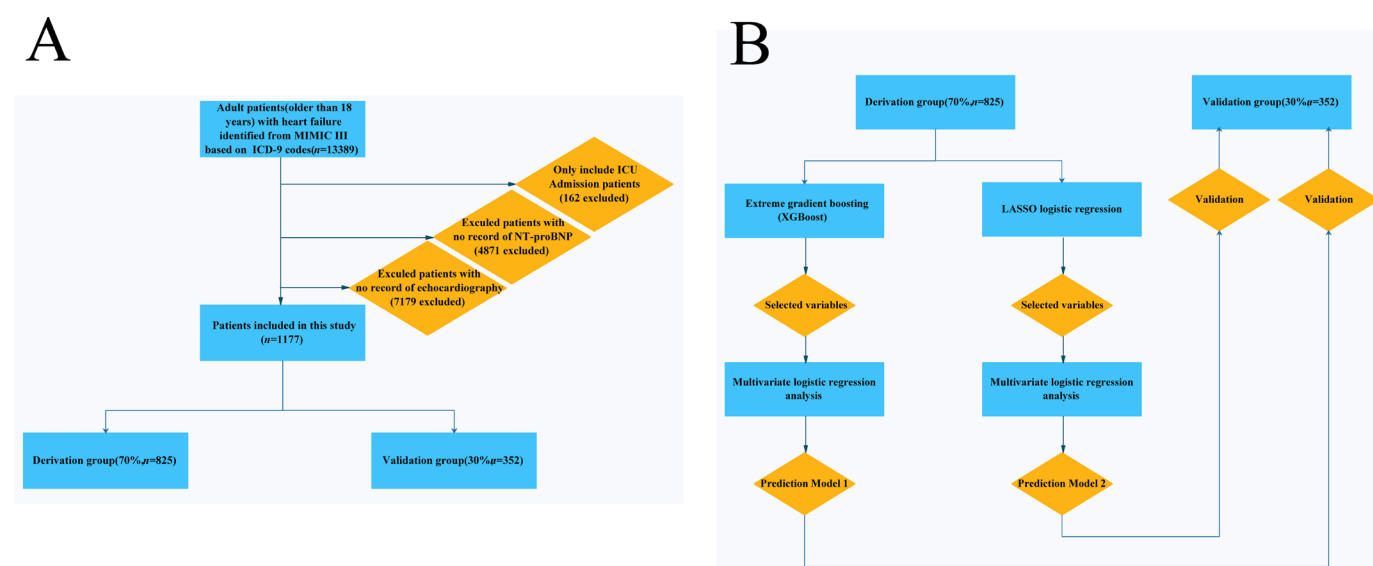 A
Adult patients(older than 18
years) with heart failure
identified from MIMIC III
based on ICD-9 codes(n=13389)
Only include ICU
Admission patients
(162 excluded)
Exculed patients with
no record of NT-proBNP
(4871 excluded)
Exculed patients with
no record of echocardiography
(7179 excluded)
Patients included in this study
(n=1177)
Derivation group(70%,n=825)
Validation group(30%,n=352)
B
Derivation group(70%,n=825)
Validation group(30%,n=352)
Extreme gradient boosting
(XGBoost)
LASSO logistic regression
Validation
Validation
Selected variables
Selected variables
Multivariate logistic regression
analysis
Multivariate logistic regression
analysis
Prediction Model 1
Prediction Model 2